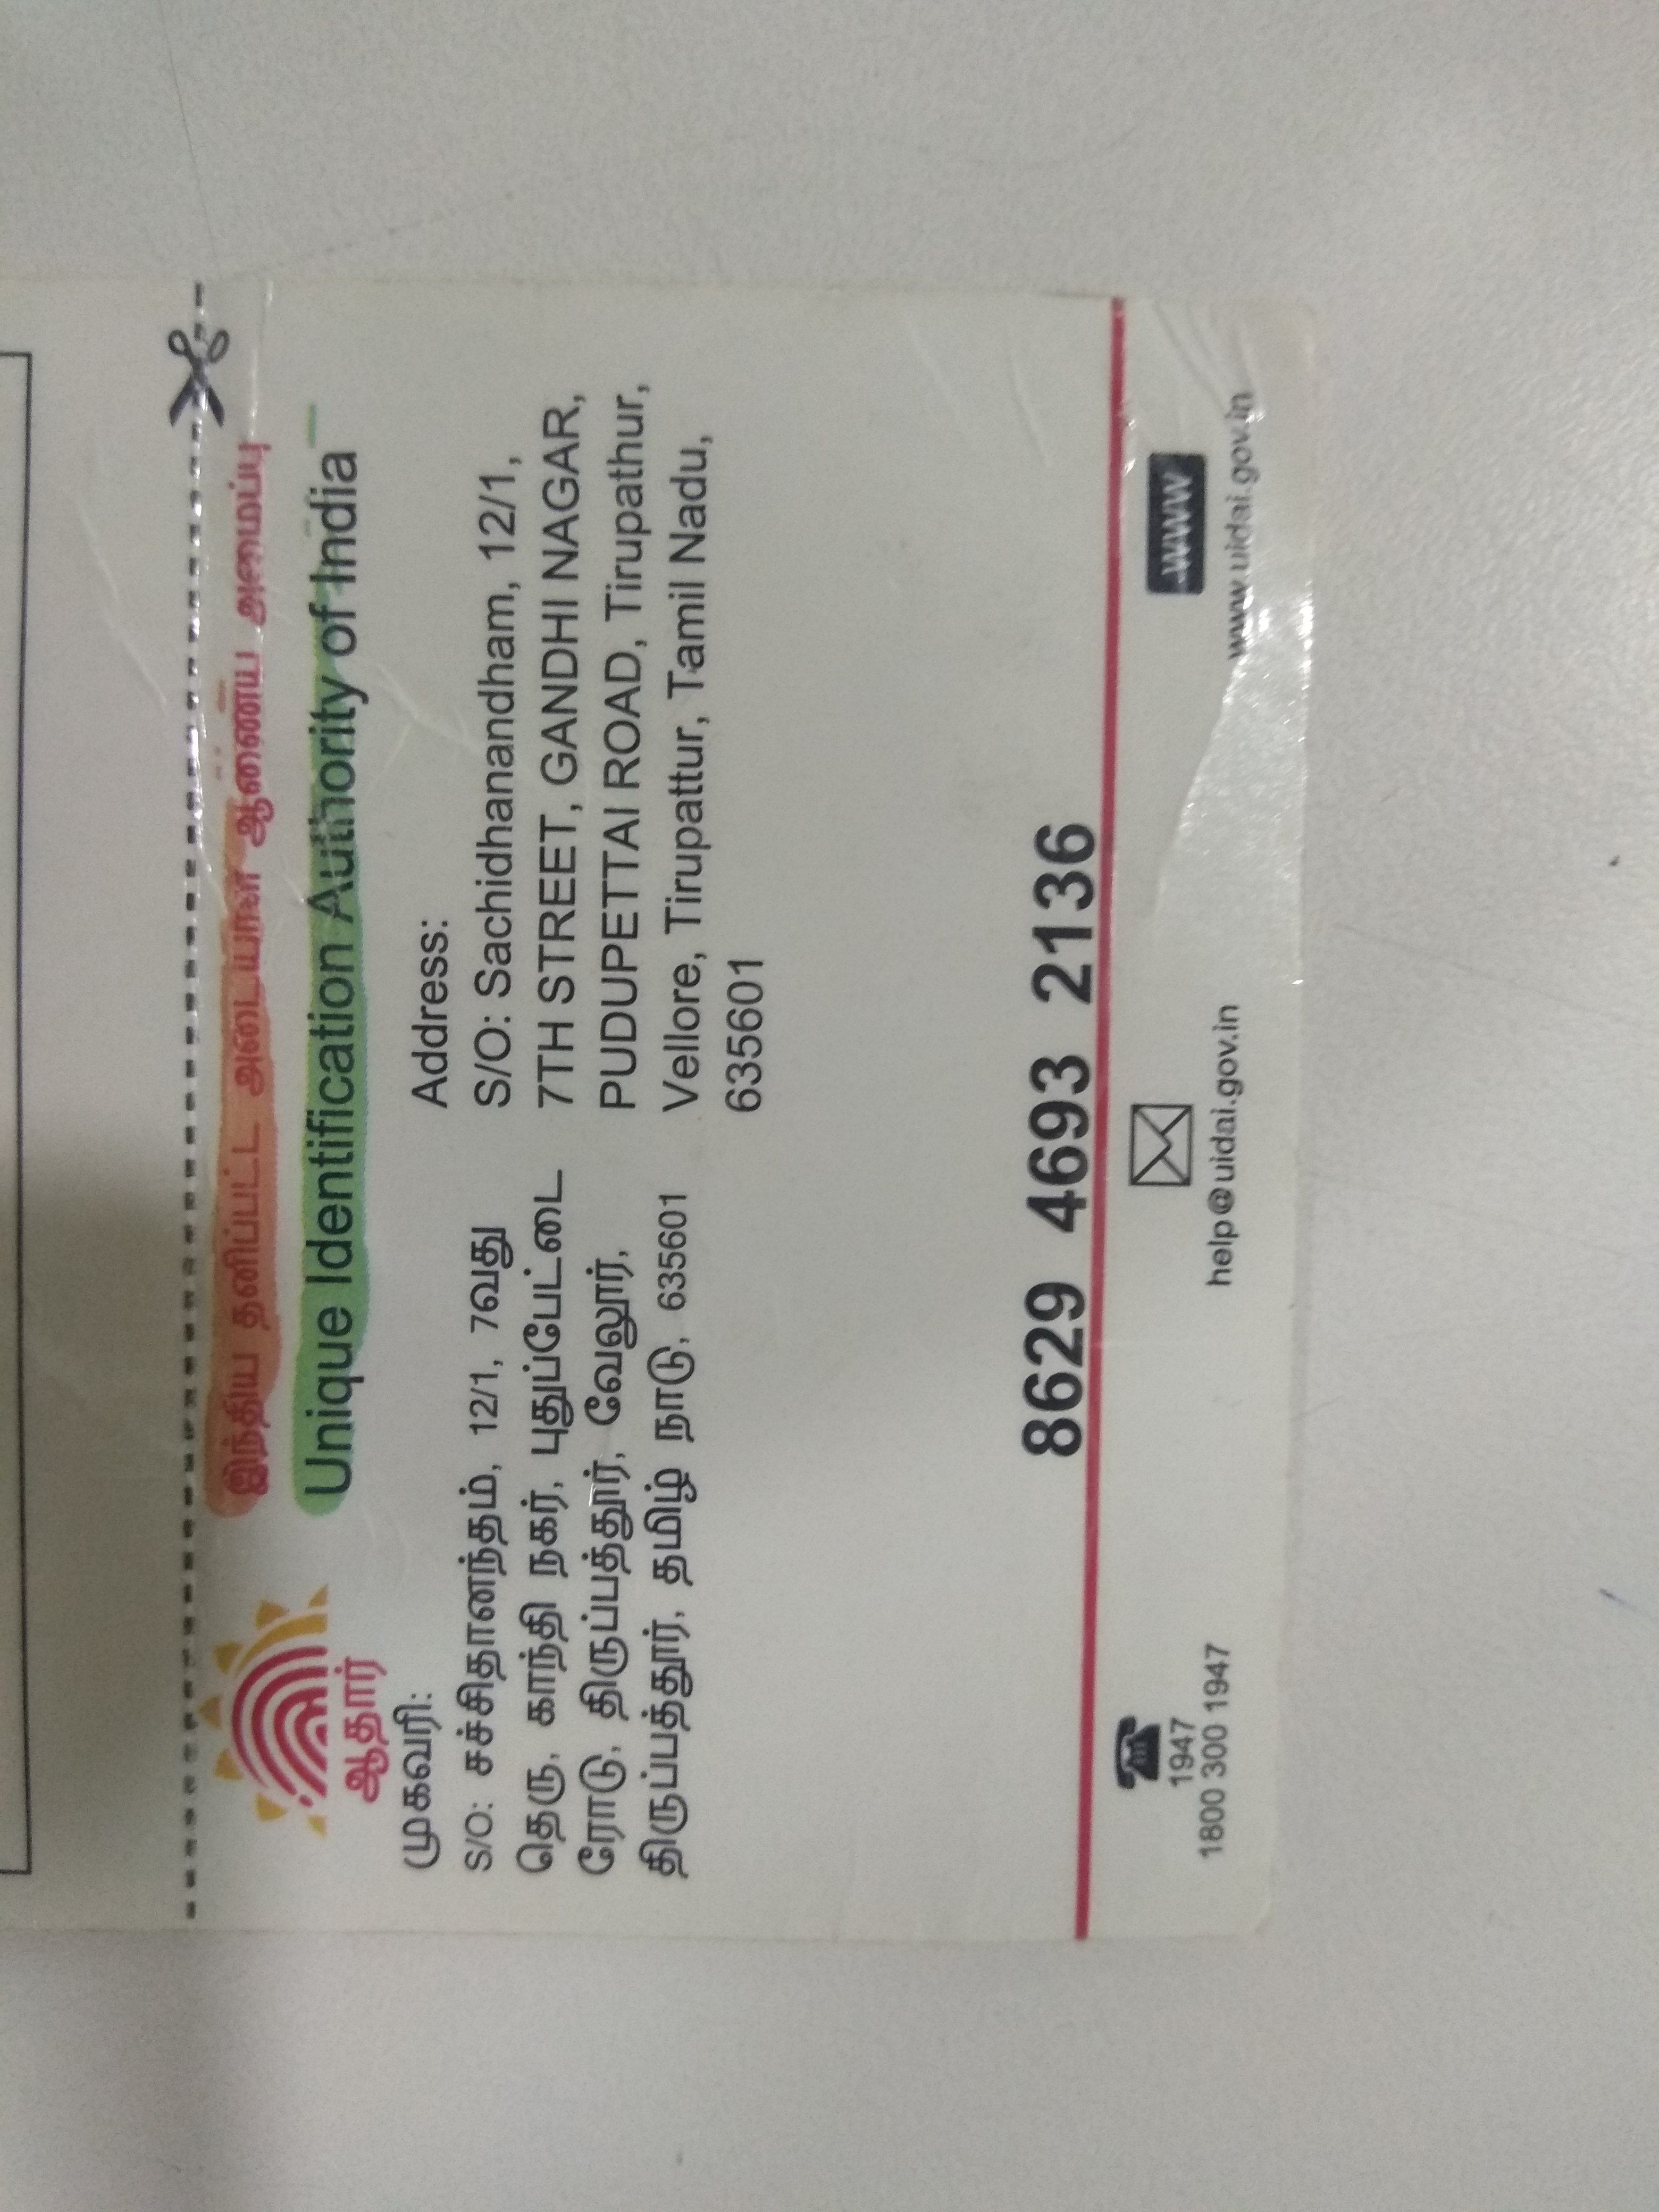 இந்திய தனிப்பட்ட அடையாள ஆணைய அமைப்பு
Unique Identification Authority of India
ஆதார்
முகவரி:
S/O: சச்சிதானந்தம், 12/1, 7வது
தெரு, காந்தி நகர், புதுப்பேட்டை
ரோடு, திருப்பத்தூர், வேலூர்,
திருப்பத்தூர், தமிழ் நாடு, 635601
Address:
S/O: Sachidhanandham, 12/1,
7TH STREET, GANDHI NAGAR,
PUDUPETTAI ROAD, Tirupathur,
Vellore, Tirupattur, Tamil Nadu,
635601
8629 4693 2136
1947
1800 300 1947
help@uidai.gov.in
www
www.uidai.gov.in